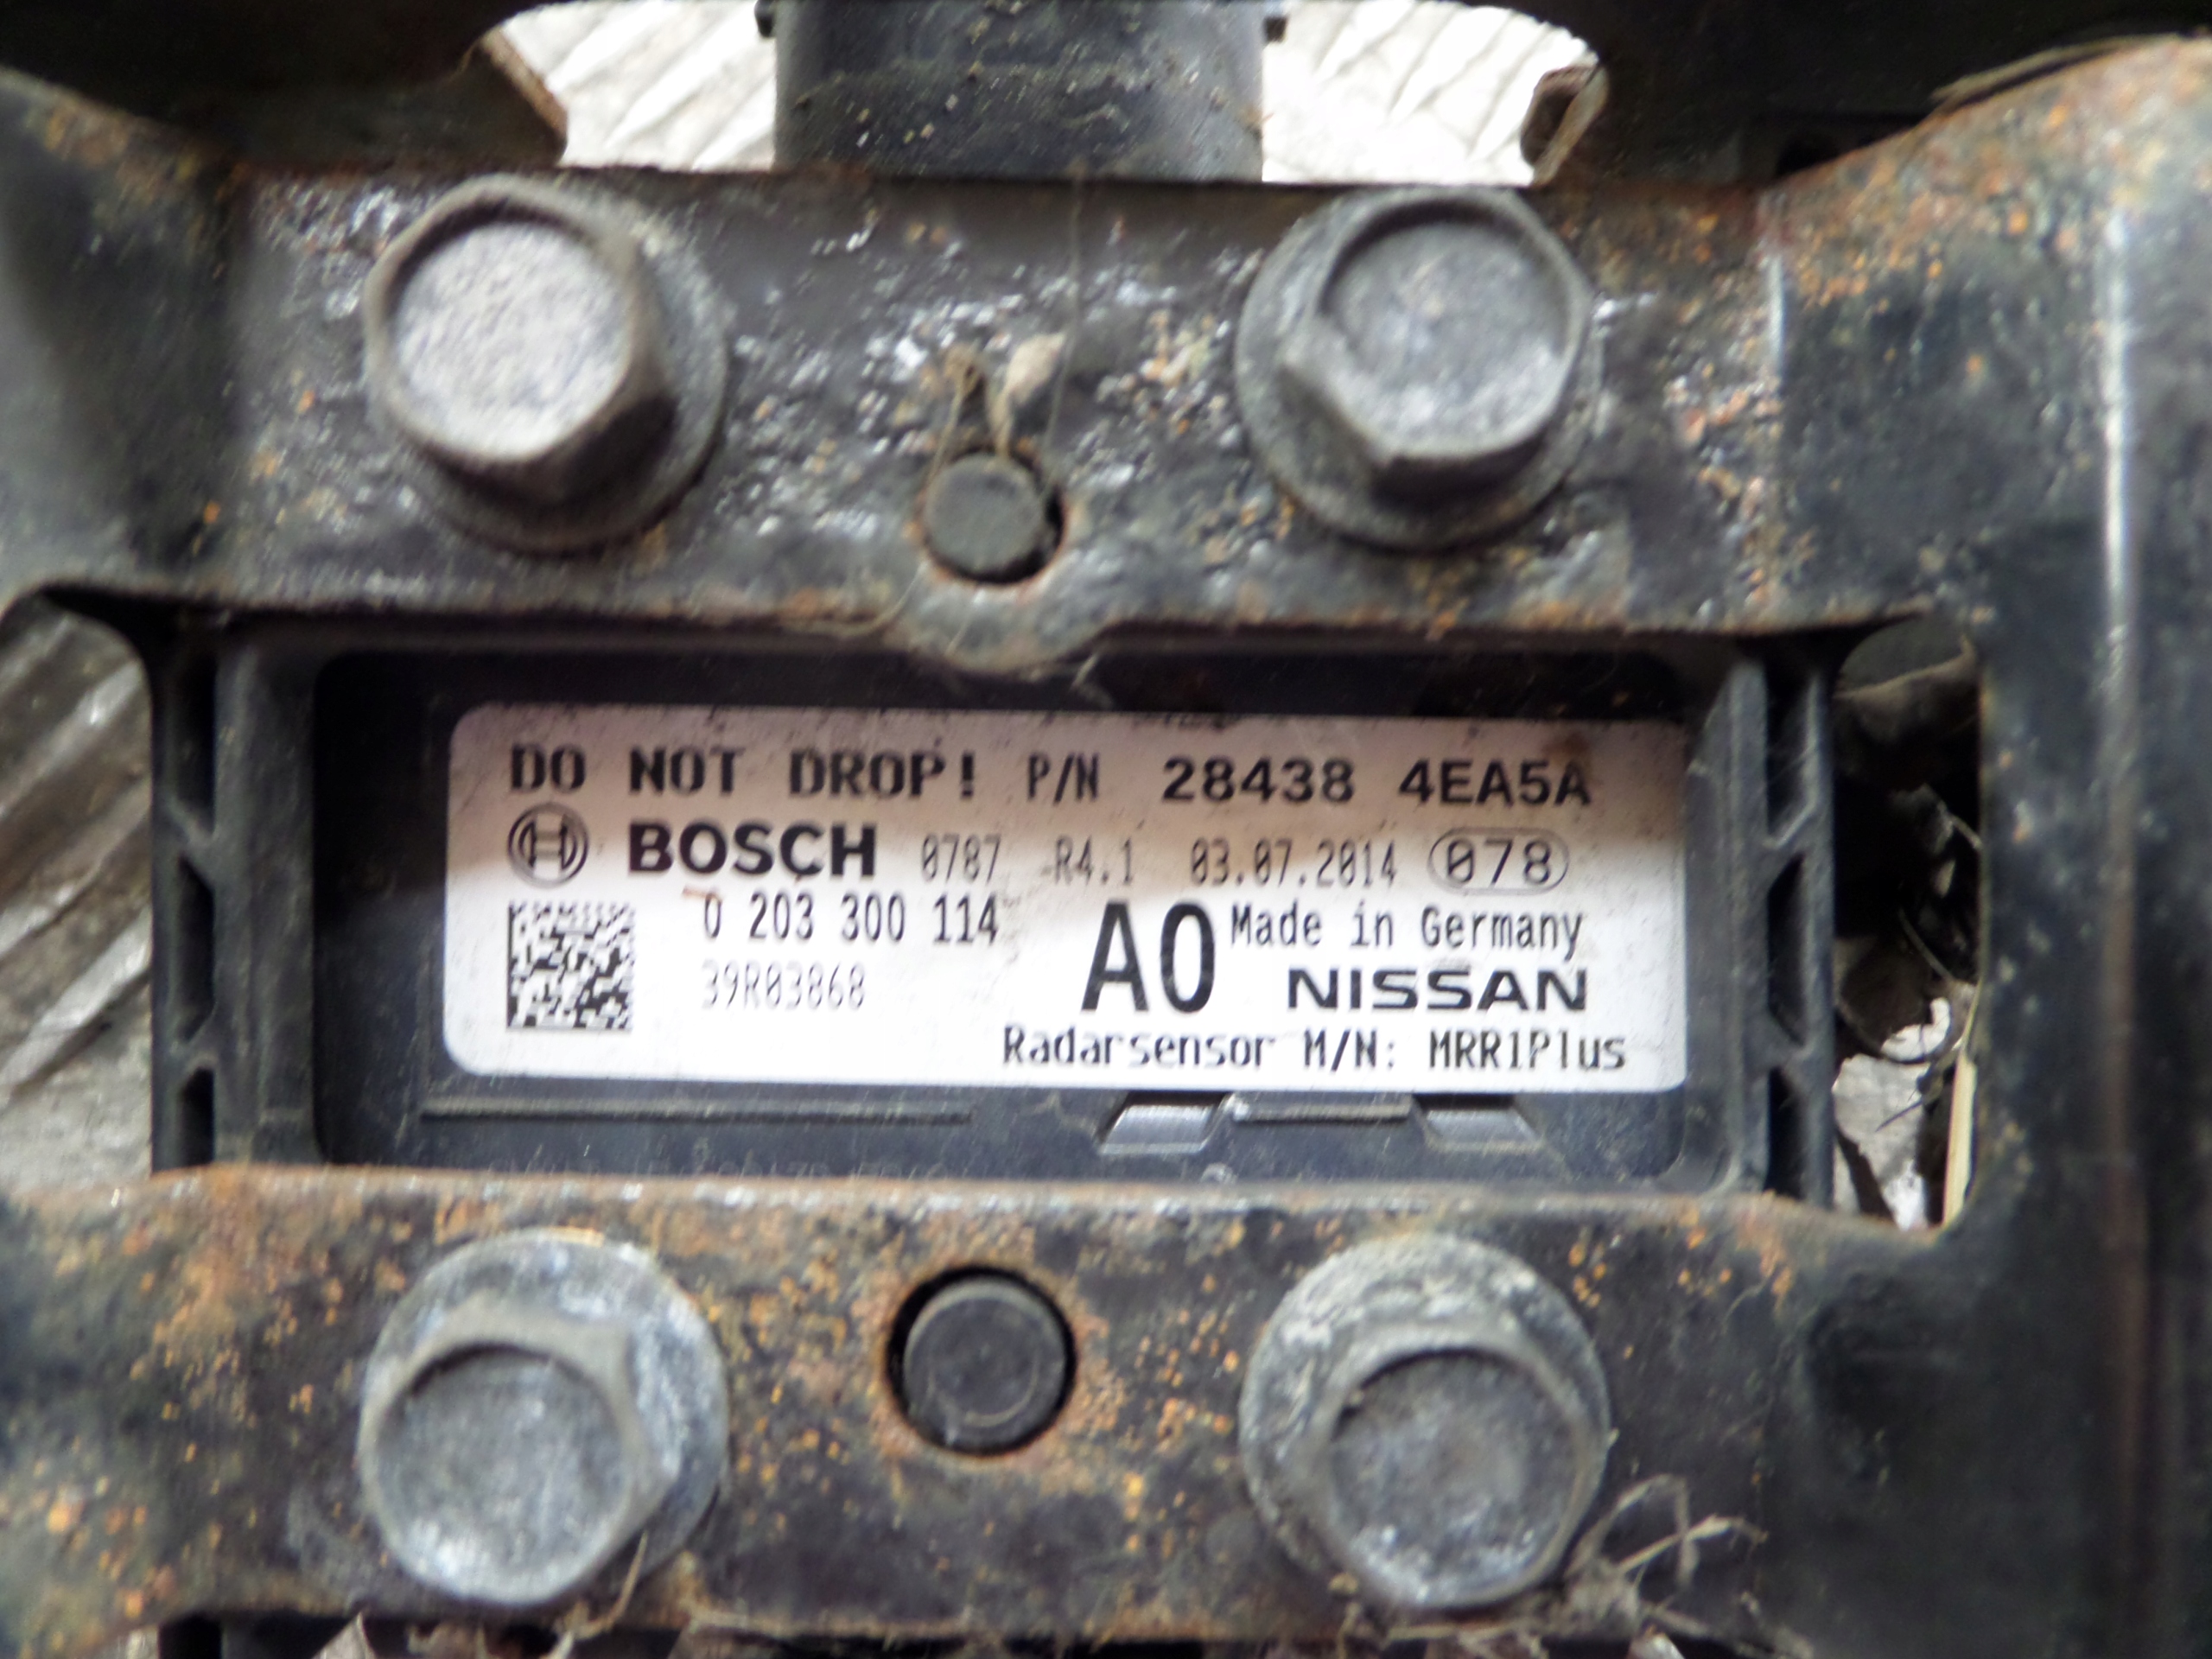 DO NOT DROP! P/N 28438 4EA5A
BOSCH 0787 R4.1 03.07.2014 078
0 203 300 114 A0 Made in Germany
39R03868 NISSAN
Radarsensor M/N: MRR1Plus